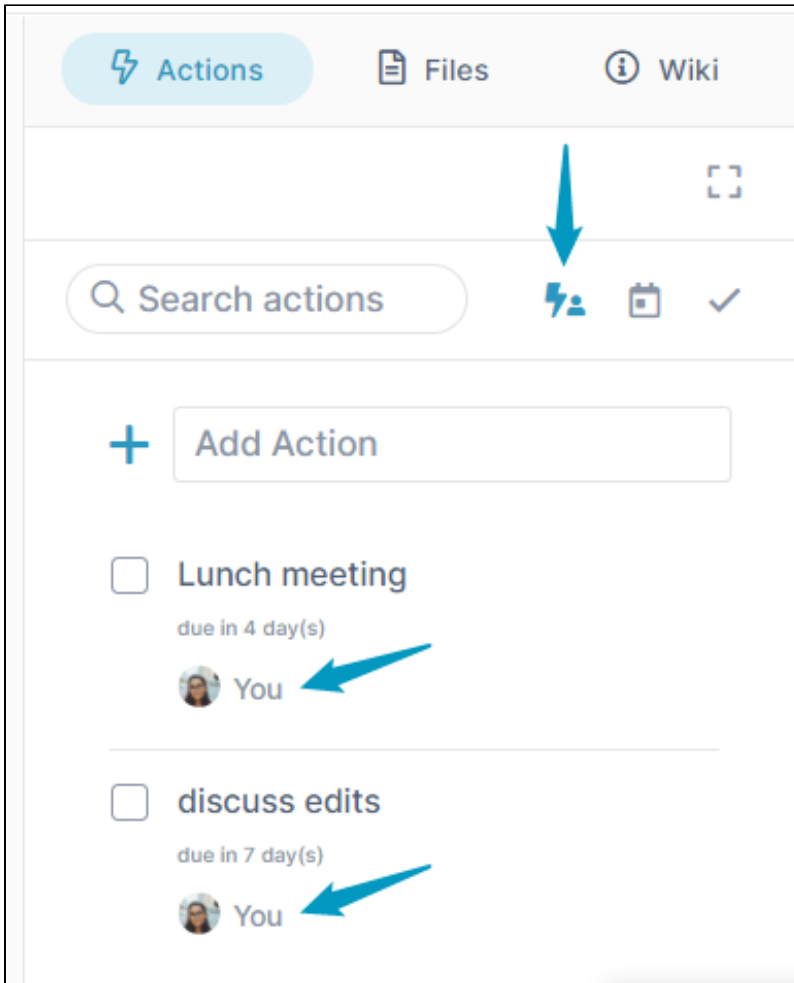 Actions Files Wiki
Search actions
Add Action
Lunch meeting
due in 4 day(s)
You
discuss edits
due in 7 day(s)
You